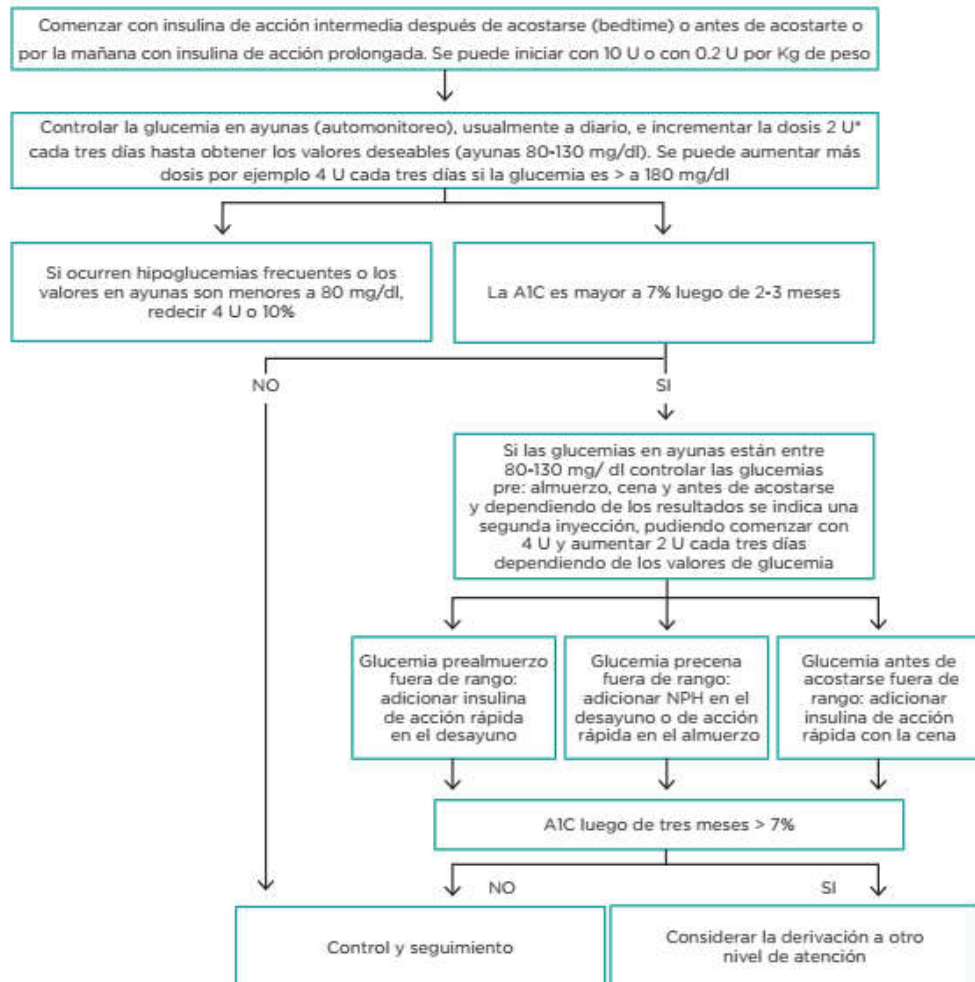 Comenzar con insulina de acción intermedia después de acostarse (bedtime) o antes de acostarte o
por la mañana con insulina de acción prolongada. Se puede iniciar con 10 U o con 0.2 U por Kg de peso
Controlar la glucemia en ayunas (automonitoreo), usualmente a diario, e incrementar la dosis 2 U*
cada tres días hasta obtener los valores deseables (ayunas 80-130 mg/dl). Se puede aumentar más
dosis por ejemplo 4 U cada tres días si la glucemia es > a 180 mg/dl
Si ocurren hipoglucemias frecuentes o los
valores en ayunas son menores a 80 mg/dl,
redecir 4 U o 10%
La A1C es mayor a 7% luego de 2-3 meses
NO
SI
Si las glucemias en ayunas están entre
80-130 mg/ dl controlar las glucemias
pre: almuerzo, cena y antes de acostarse
y dependiendo de los resultados se indica una
segunda inyección, pudiendo comenzar con
4 U y aumentar 2 U cada tres días
dependiendo de los valores de glucemia
Glucemia prealmuerzo
fuera de rango:
adicionar insulina
de acción rápida
en el desayuno
Glucemia precena
fuera de rango:
adicionar NPH en el
desayuno o de acción
rápida en el almuerzo
Glucemia antes de
acostarse fuera de
rango: adicionar
insulina de acción
rápida con la cena
A1C luego de tres meses > 7%
NO
SI
Control y seguimiento
Considerar la derivación a otro
nivel de atención